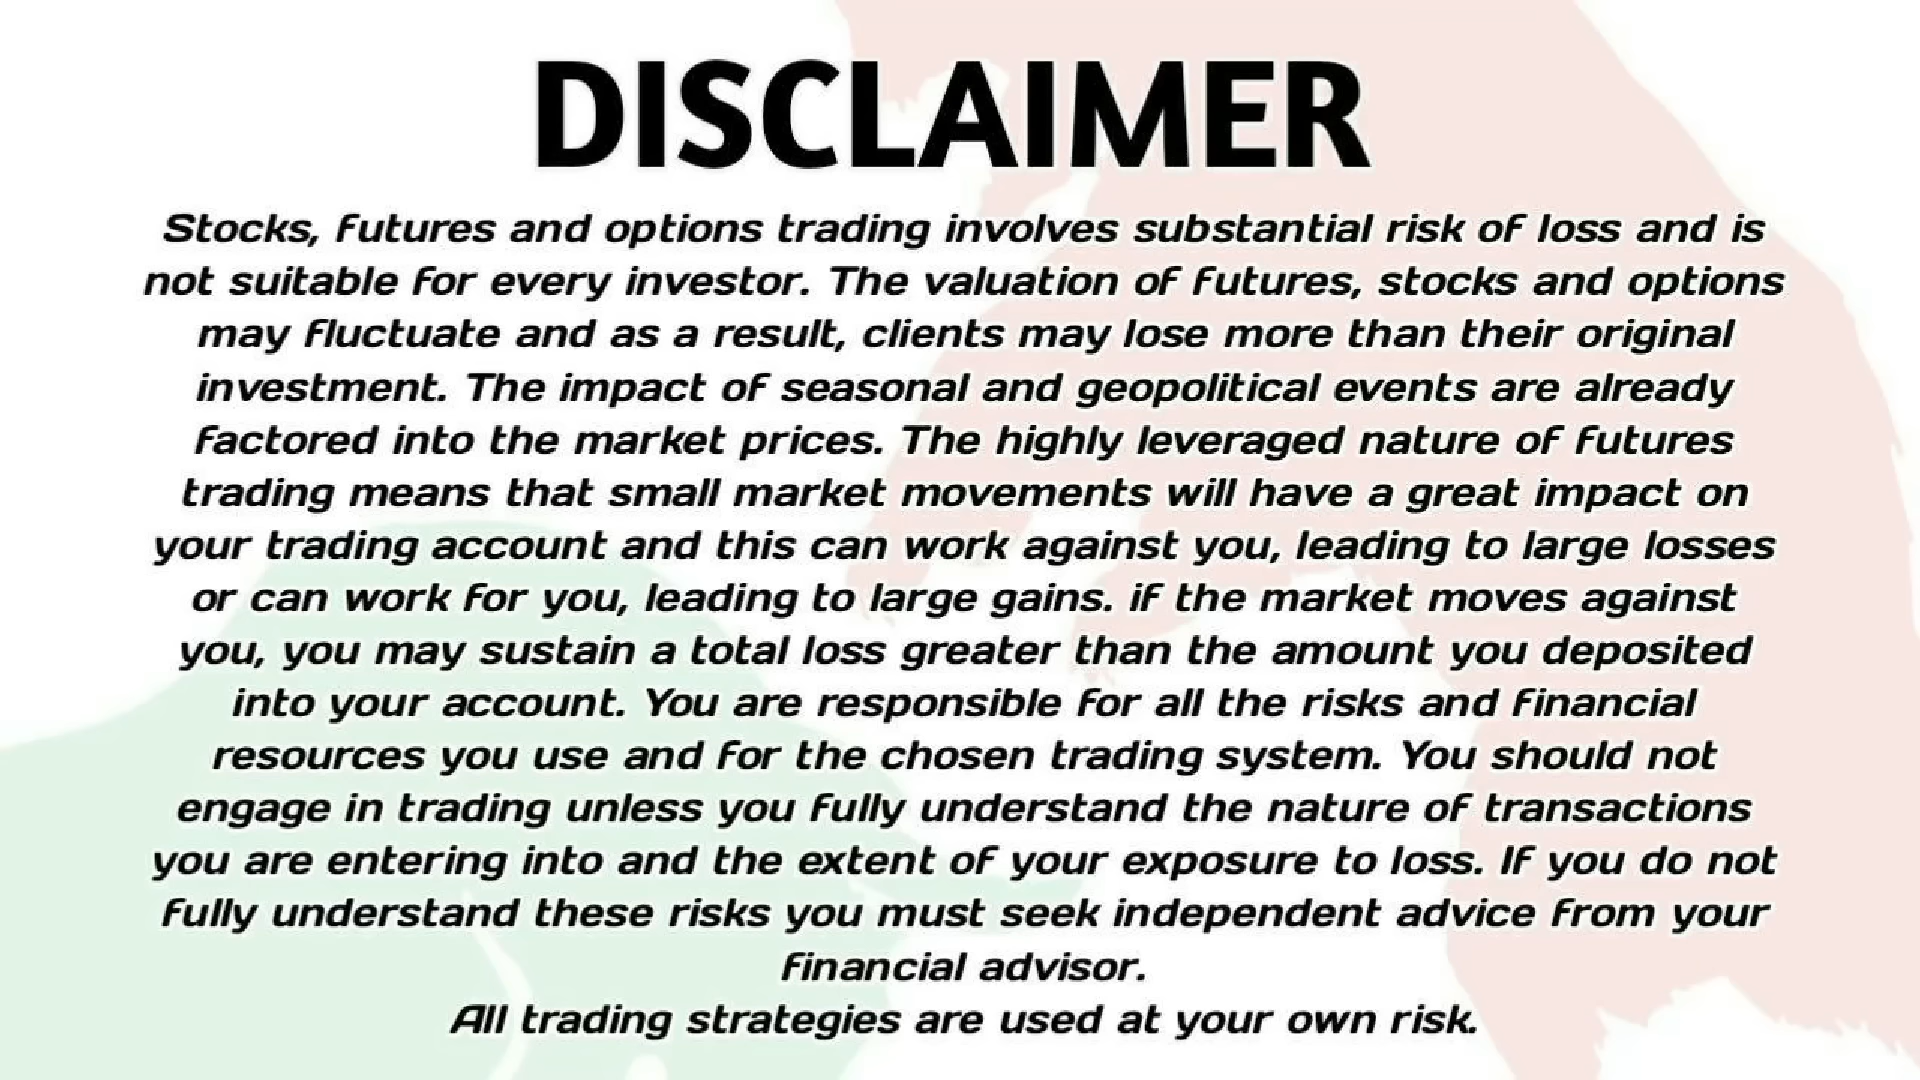 DISCLAIMER
Stocks, futures and options trading involves substantial risk of loss and is
not suitable for every investor. The valuation of futures, stocks and options
may fluctuate and as a result, clients may lose more than their original
investment. The impact of seasonal and geopolitical events are already
factored into the market prices. The highly leveraged nature of futures
trading means that small market movements will have a great impact on
your trading account and this can work against you, leading to large losses
or can work for you, leading to large gains. if the market moves against
you, you may sustain a total loss greater than the amount you deposited
into your account. You are responsible for all the risks and financial
resources you use and for the chosen trading system. You should not
engage in trading unless you fully understand the nature of transactions
you are entering into and the extent of your exposure to loss. If you do not
fully understand these risks you must seek independent advice from your
financial advisor.
All trading strategies are used at your own risk.